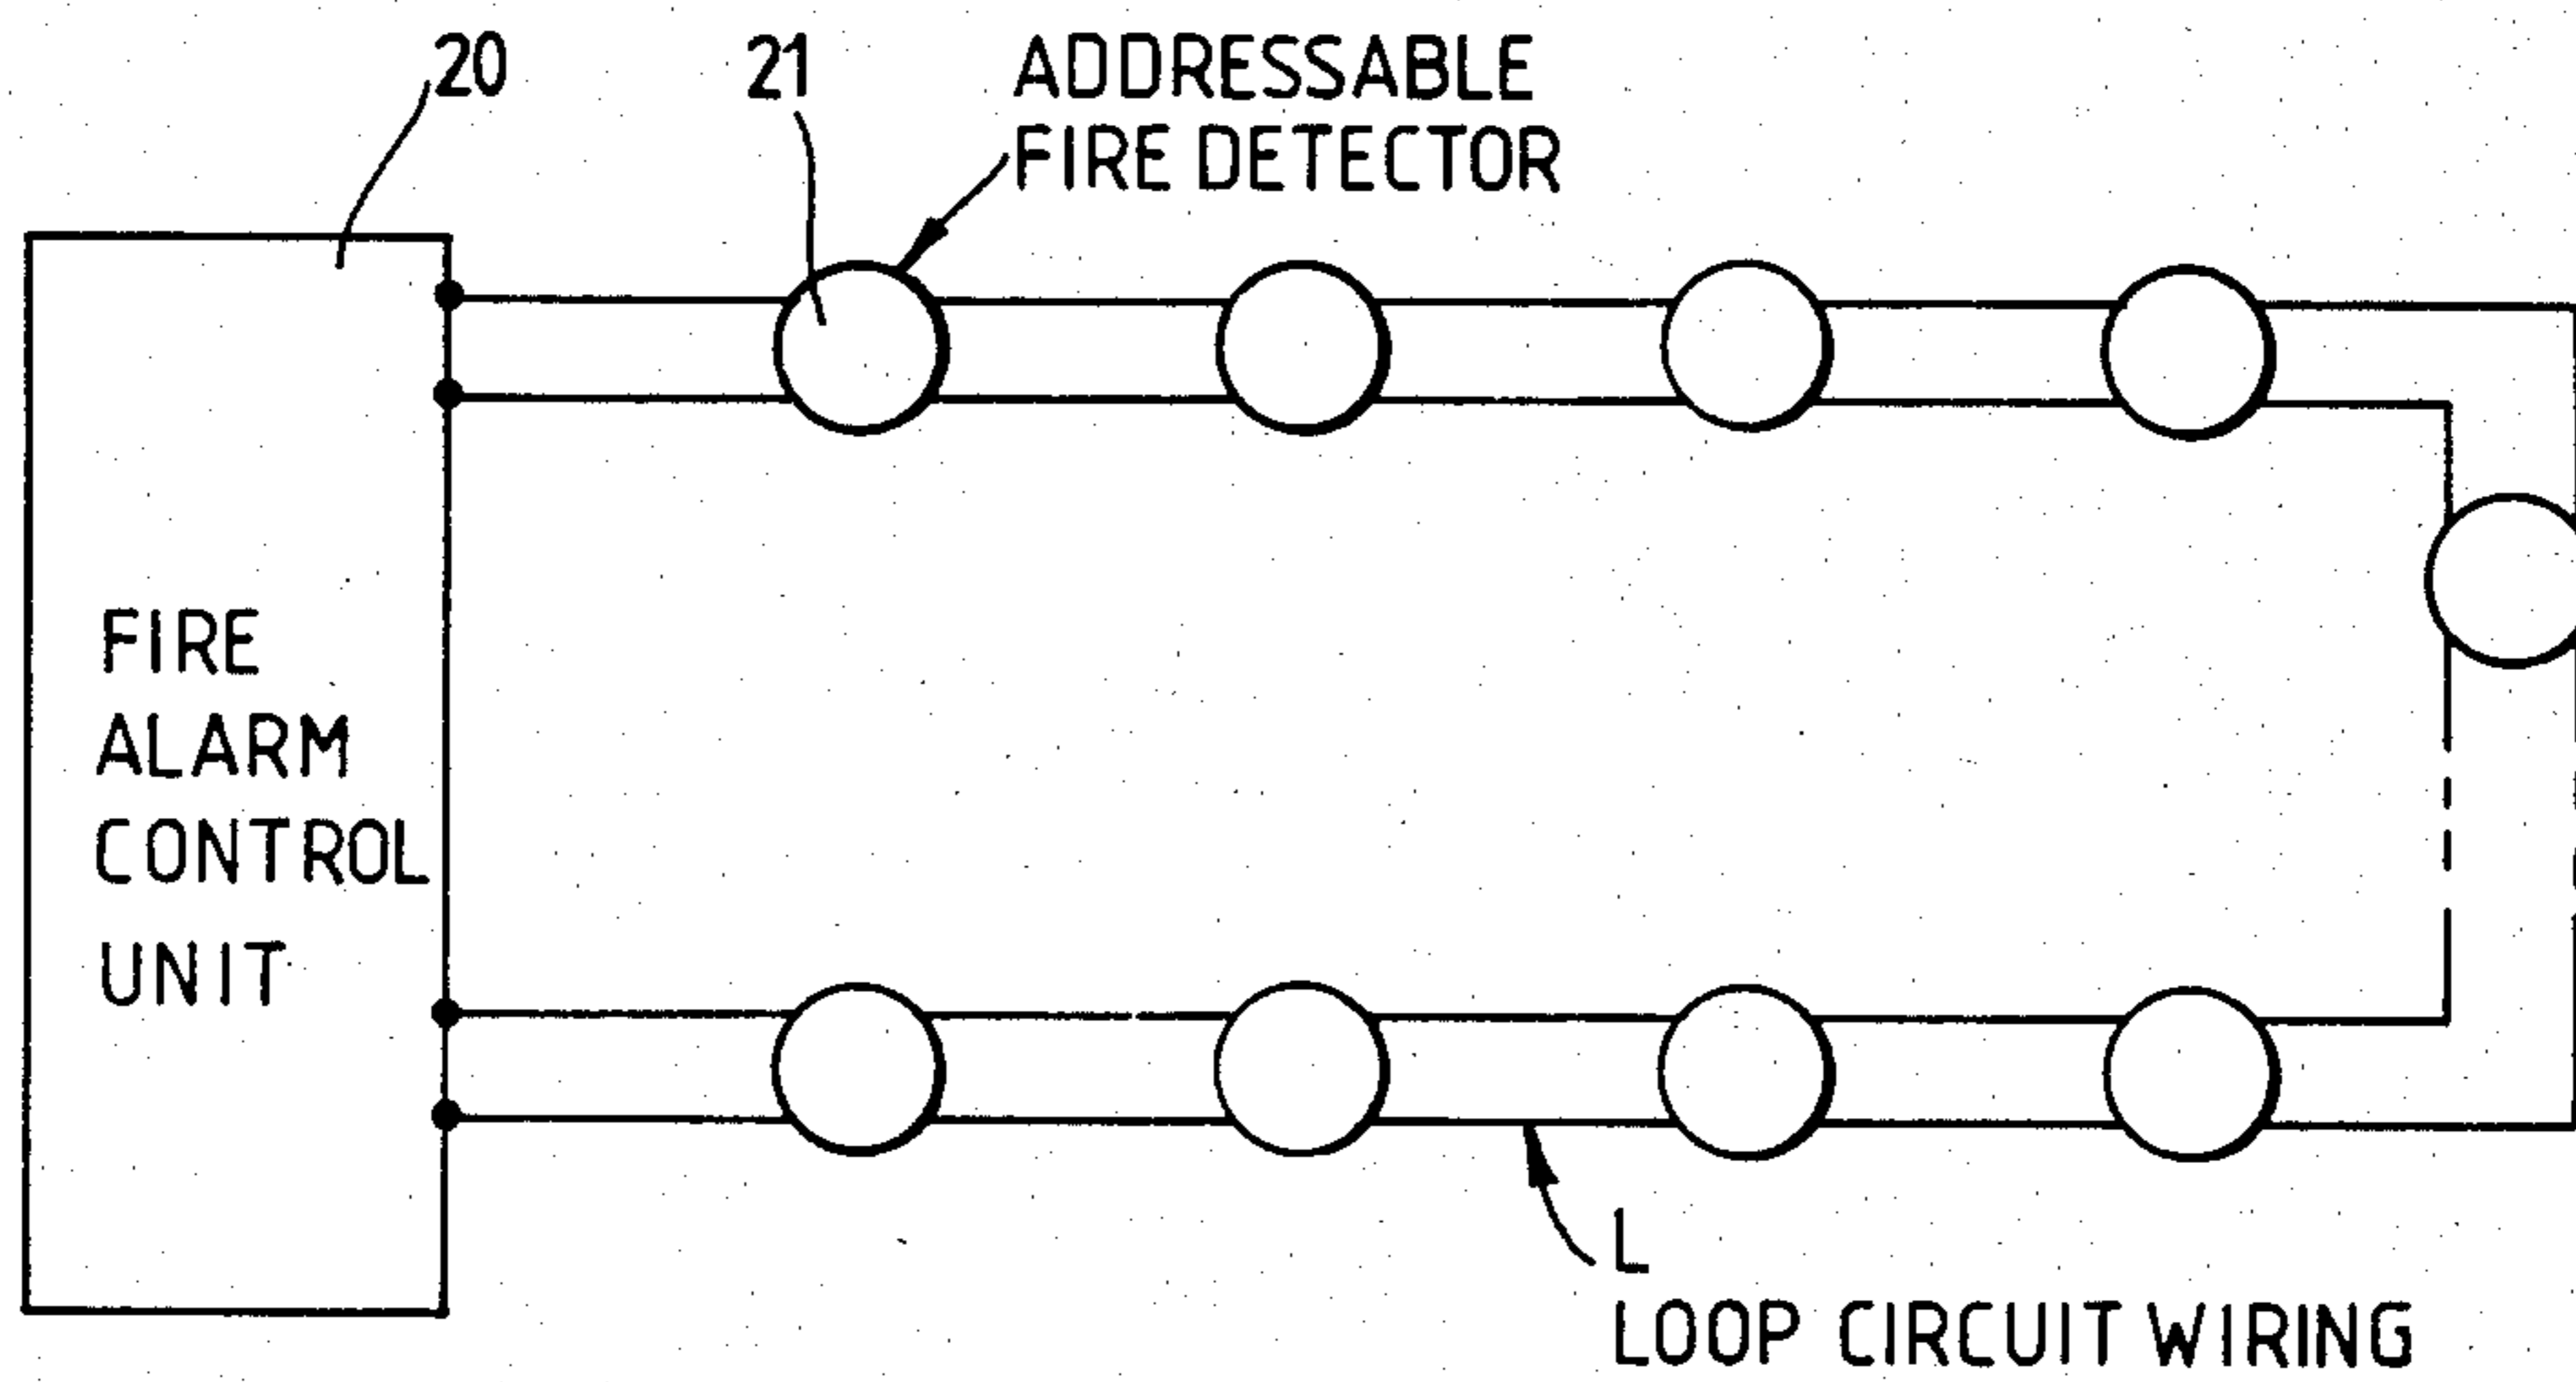 20
21
ADDRESSABLE
FIRE DETECTOR
FIRE
ALARM
CONTROL
UNIT
L
LOOP CIRCUIT WIRING